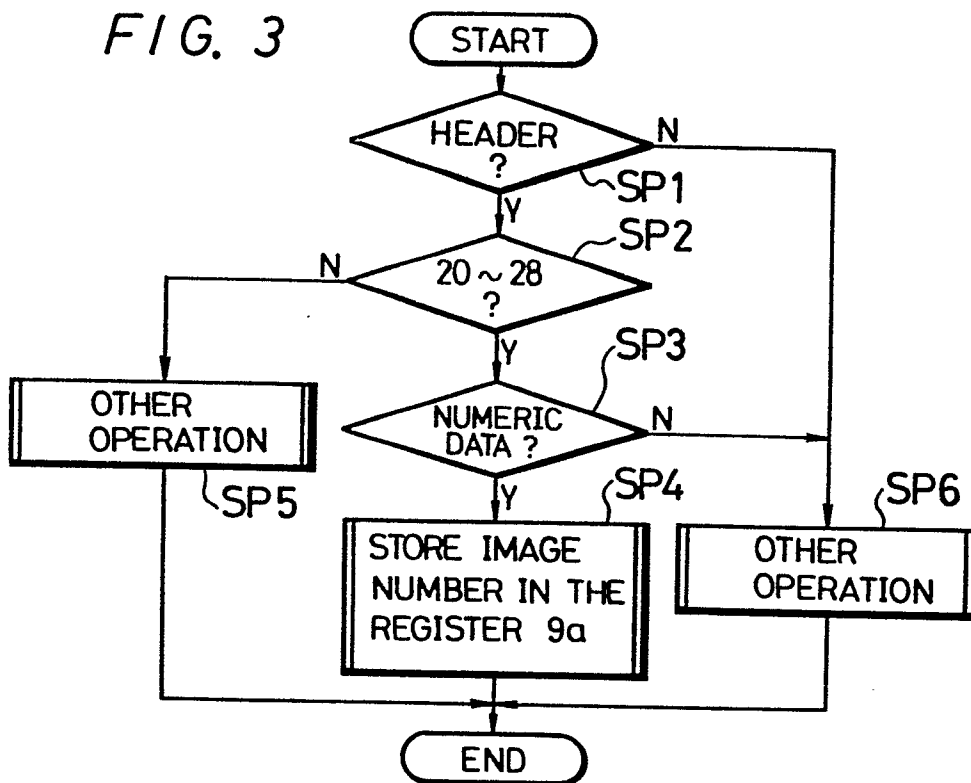 FIG. 3
START
HEADER
?
N
SP1
Y
SP2
N
20 ~ 28
?
Y
SP3
NUMERIC
DATA ?
N
OTHER
OPERATION
SP5
Y
SP4
STORE IMAGE
NUMBER IN THE
REGISTER 9a
SP6
OTHER
OPERATION
END